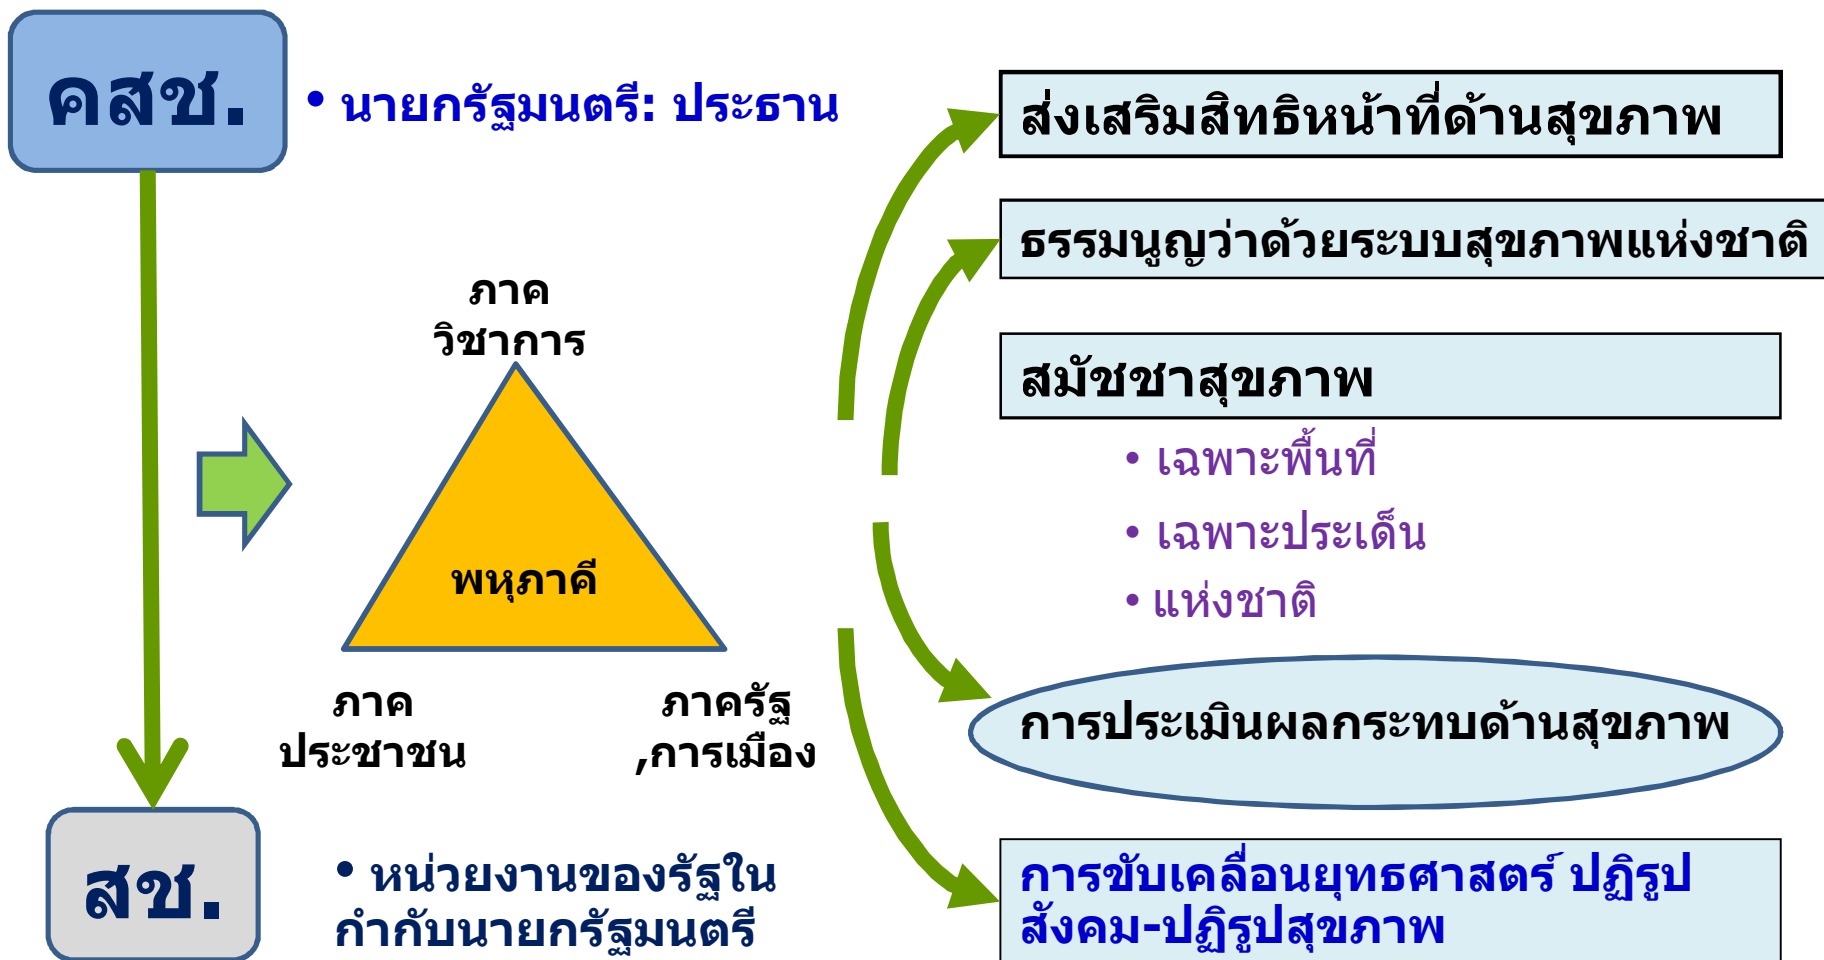 คสช.
• นายกรัฐมนตรี: ประธาน
ภาค
วิชาการ
พหุภาคี
ภาค
ประชาชน
ภาครัฐ
,การเมือง
สช.
• หน่วยงานของรัฐใน
กำกับนายกรัฐมนตรี
ส่งเสริมสิทธิหน้าที่ด้านสุขภาพ
ธรรมนูญว่าด้วยระบบสุขภาพแห่งชาติ
สมัชชาสุขภาพ
• เฉพาะพื้นที่
• เฉพาะประเด็น
• แห่งชาติ
การประเมินผลกระทบด้านสุขภาพ
การขับเคลื่อนยุทธศาสตร์ ปฏิรูป
สังคม-ปฏิรูปสุขภาพ